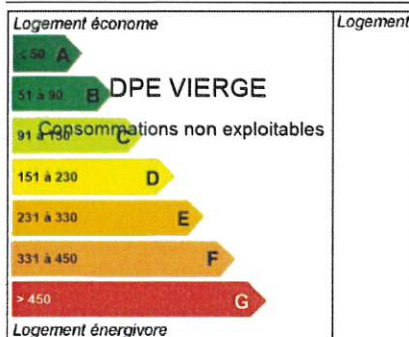 Logement économe
Logement
≤ 50 A
51 à 90 B
DPE VIERGE
Consommations non exploitables
91 à 150 C
151 à 230 D
231 à 330 E
331 à 450 F
> 450 G
Logement énergivore